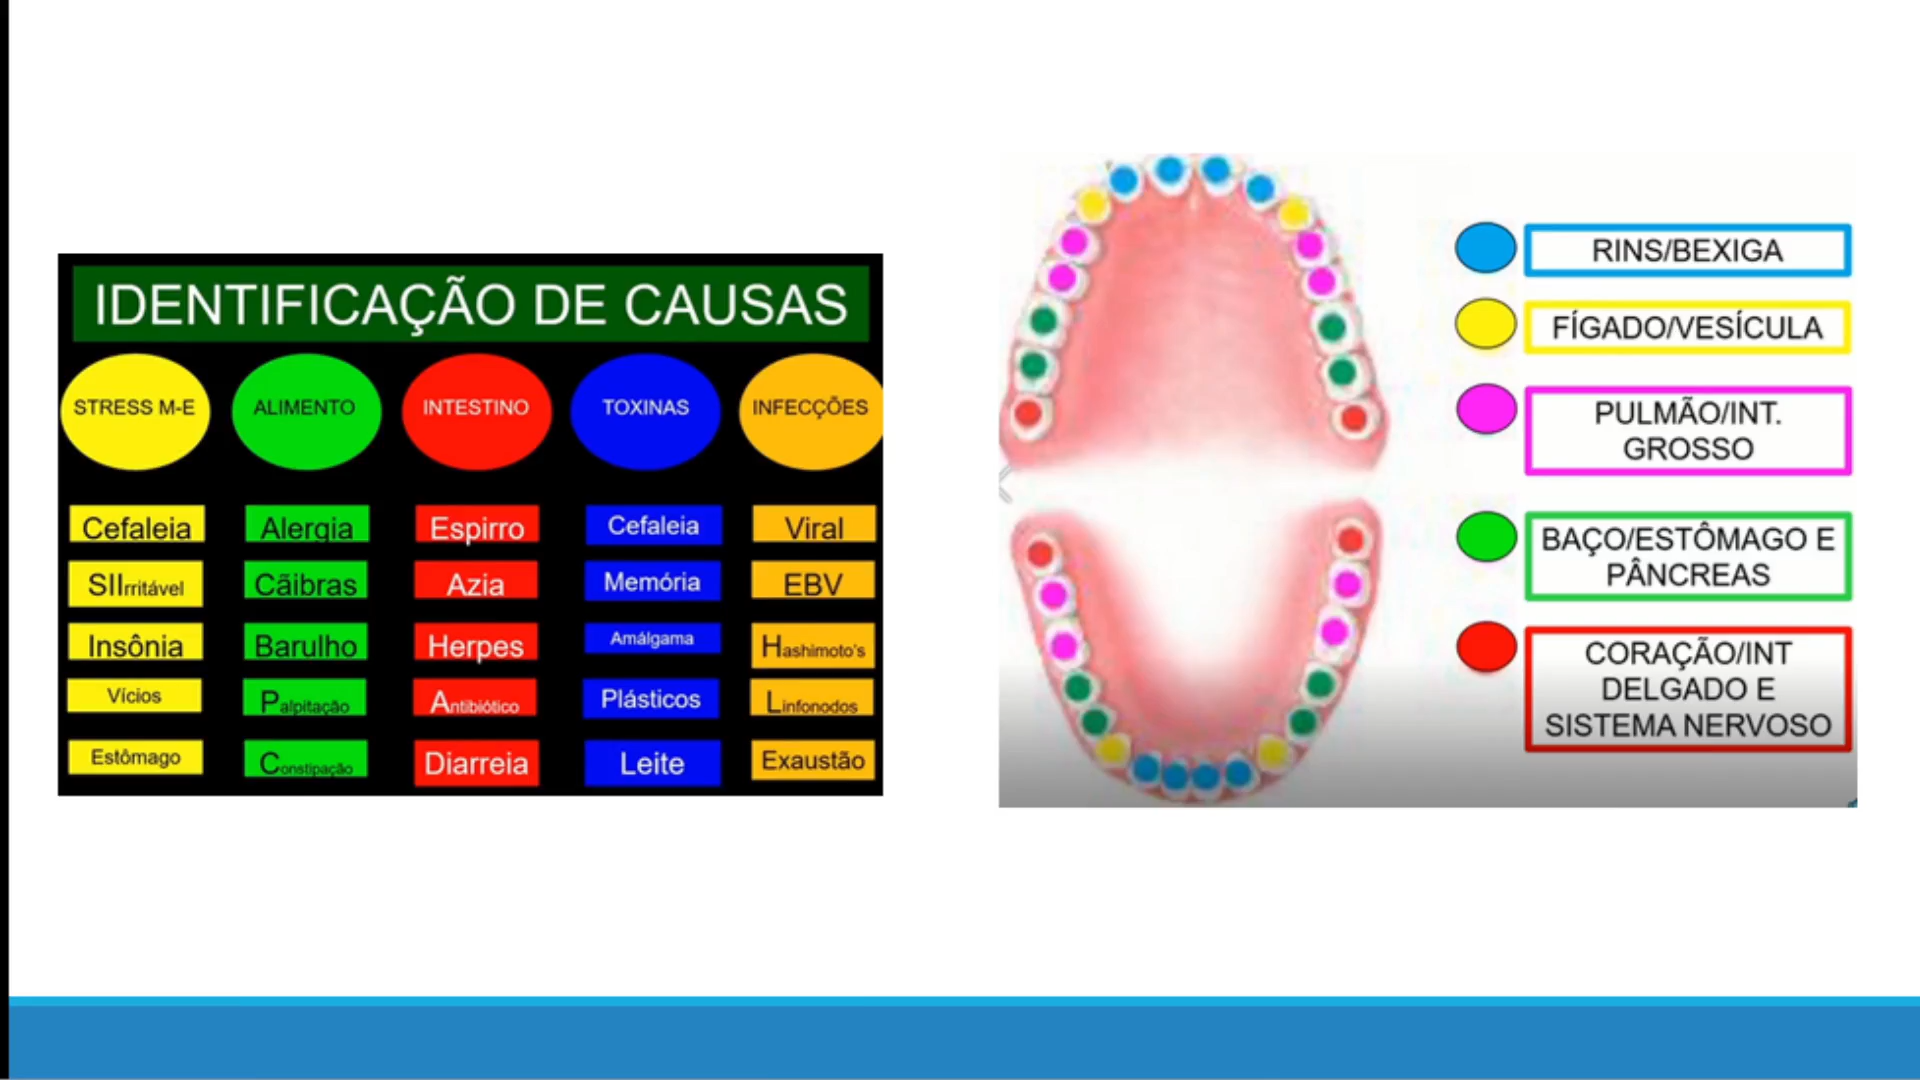 IDENTIFICAÇÃO DE CAUSAS
STRESS M-E ALIMENTO INTESTINO TOXINAS INFECÇÕES
Cefaleia Alergia Espirro Cefaleia Viral
SIIrritável Cãibras Azia Memória EBV
Insônia Barulho Herpes Amálgama Hashimoto's
Vícios Palpitação Antibiótico Plásticos Linfonodos
Estômago Constipação Diarreia Leite Exaustão
RINS/BEXIGA
FÍGADO/VESÍCULA
PULMÃO/INT.
GROSSO
BAÇO/ESTÔMAGO E
PÂNCREAS
CORAÇÃO/INT
DELGADO E
SISTEMA NERVOSO